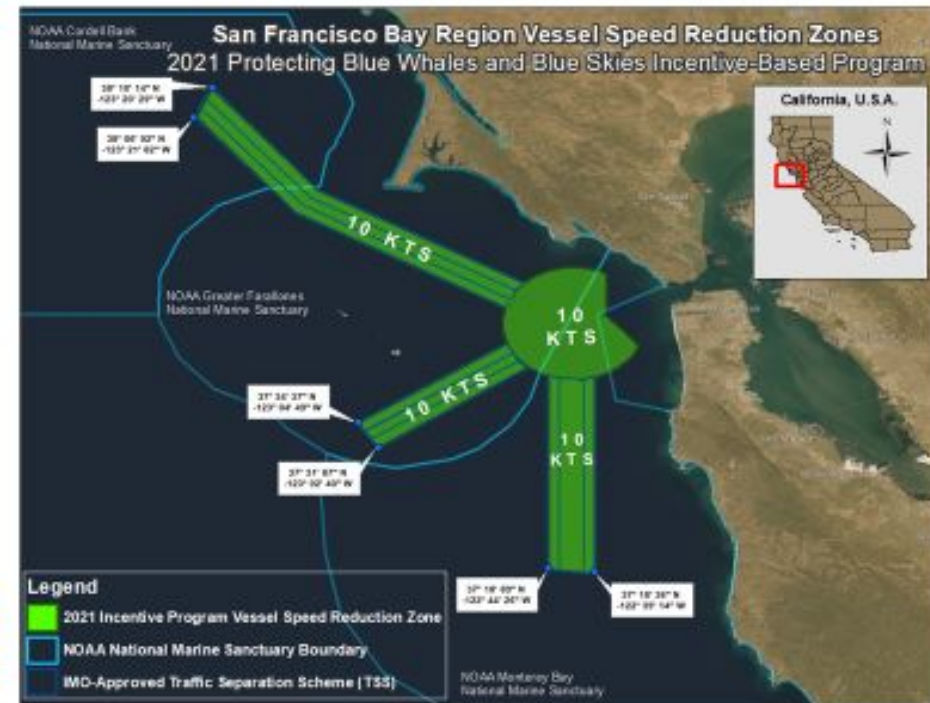 NOAA Cordell Bank
National Marine Sanctuary
San Francisco Bay Region Vessel Speed Reduction Zones
2021 Protecting Blue Whales and Blue Skies Incentive-Based Program
California, U.S.A.
N
10 KTS
NOAA Greater Farallones
National Marine Sanctuary
10
KTS
10 KTS
10
KTS
Legend
2021 Incentive Program Vessel Speed Reduction Zone
NOAA National Marine Sanctuary Boundary
IMO-Approved Traffic Separation Scheme (TSS)
NOAA Monterey Bay
National Marine Sanctuary